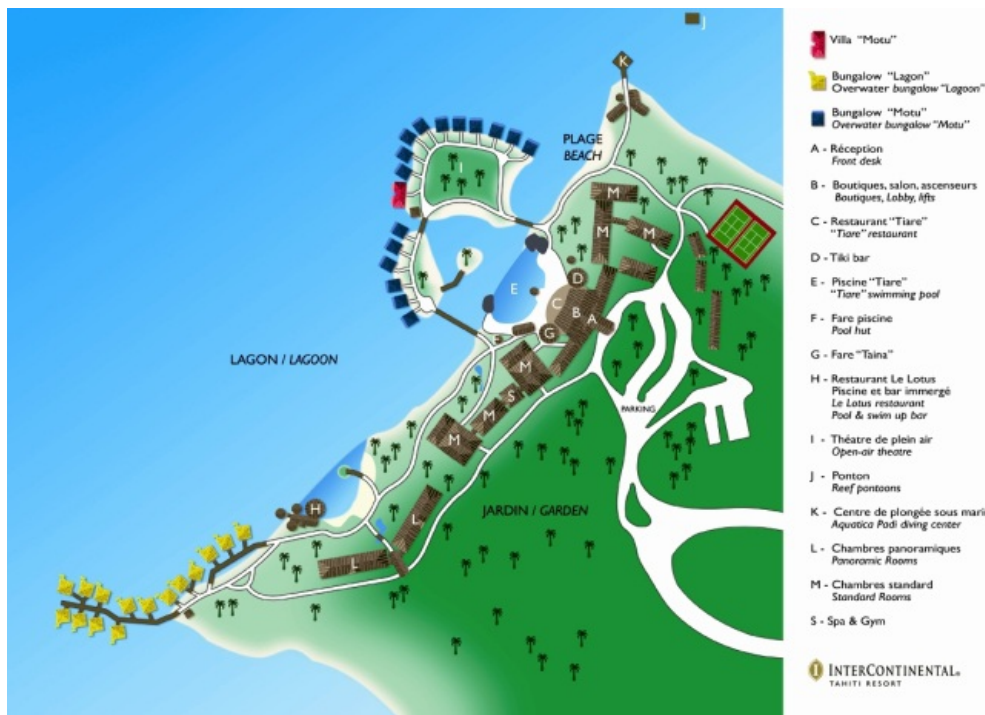 J
K
PLAGE
BEACH
I
M
M
M
D
E
C
B
A
G
M
S
M
M
LAGON / LAGOON
PARKING
H
L
L
JARDIN / GARDEN
Villa "Motu"
Bungalow "Lagon"
Overwater bungalow "Lagoon"
Bungalow "Motu"
Overwater bungalow "Motu"
A - Réception
Front desk
B - Boutiques, salon, ascenseurs
Boutiques, Lobby, lifts
C - Restaurant "Tiare"
"Tiare" restaurant
D - Tiki bar
E - Piscine "Tiare"
"Tiare" swimming pool
F - Fare piscine
Pool hut
G - Fare "Taina"
H - Restaurant Le Lotus
Piscine et bar immergé
Le Lotus restaurant
Pool & swim up bar
I - Théatre de plein air
Open-air theatre
J - Ponton
Reef pontoons
K - Centre de plongée sous mari
Aquatica Padi diving center
L - Chambres panoramiques
Panoramic Rooms
M - Chambres standard
Standard Rooms
S - Spa & Gym
INTERCONTINENTAL
TAHITI RESORT